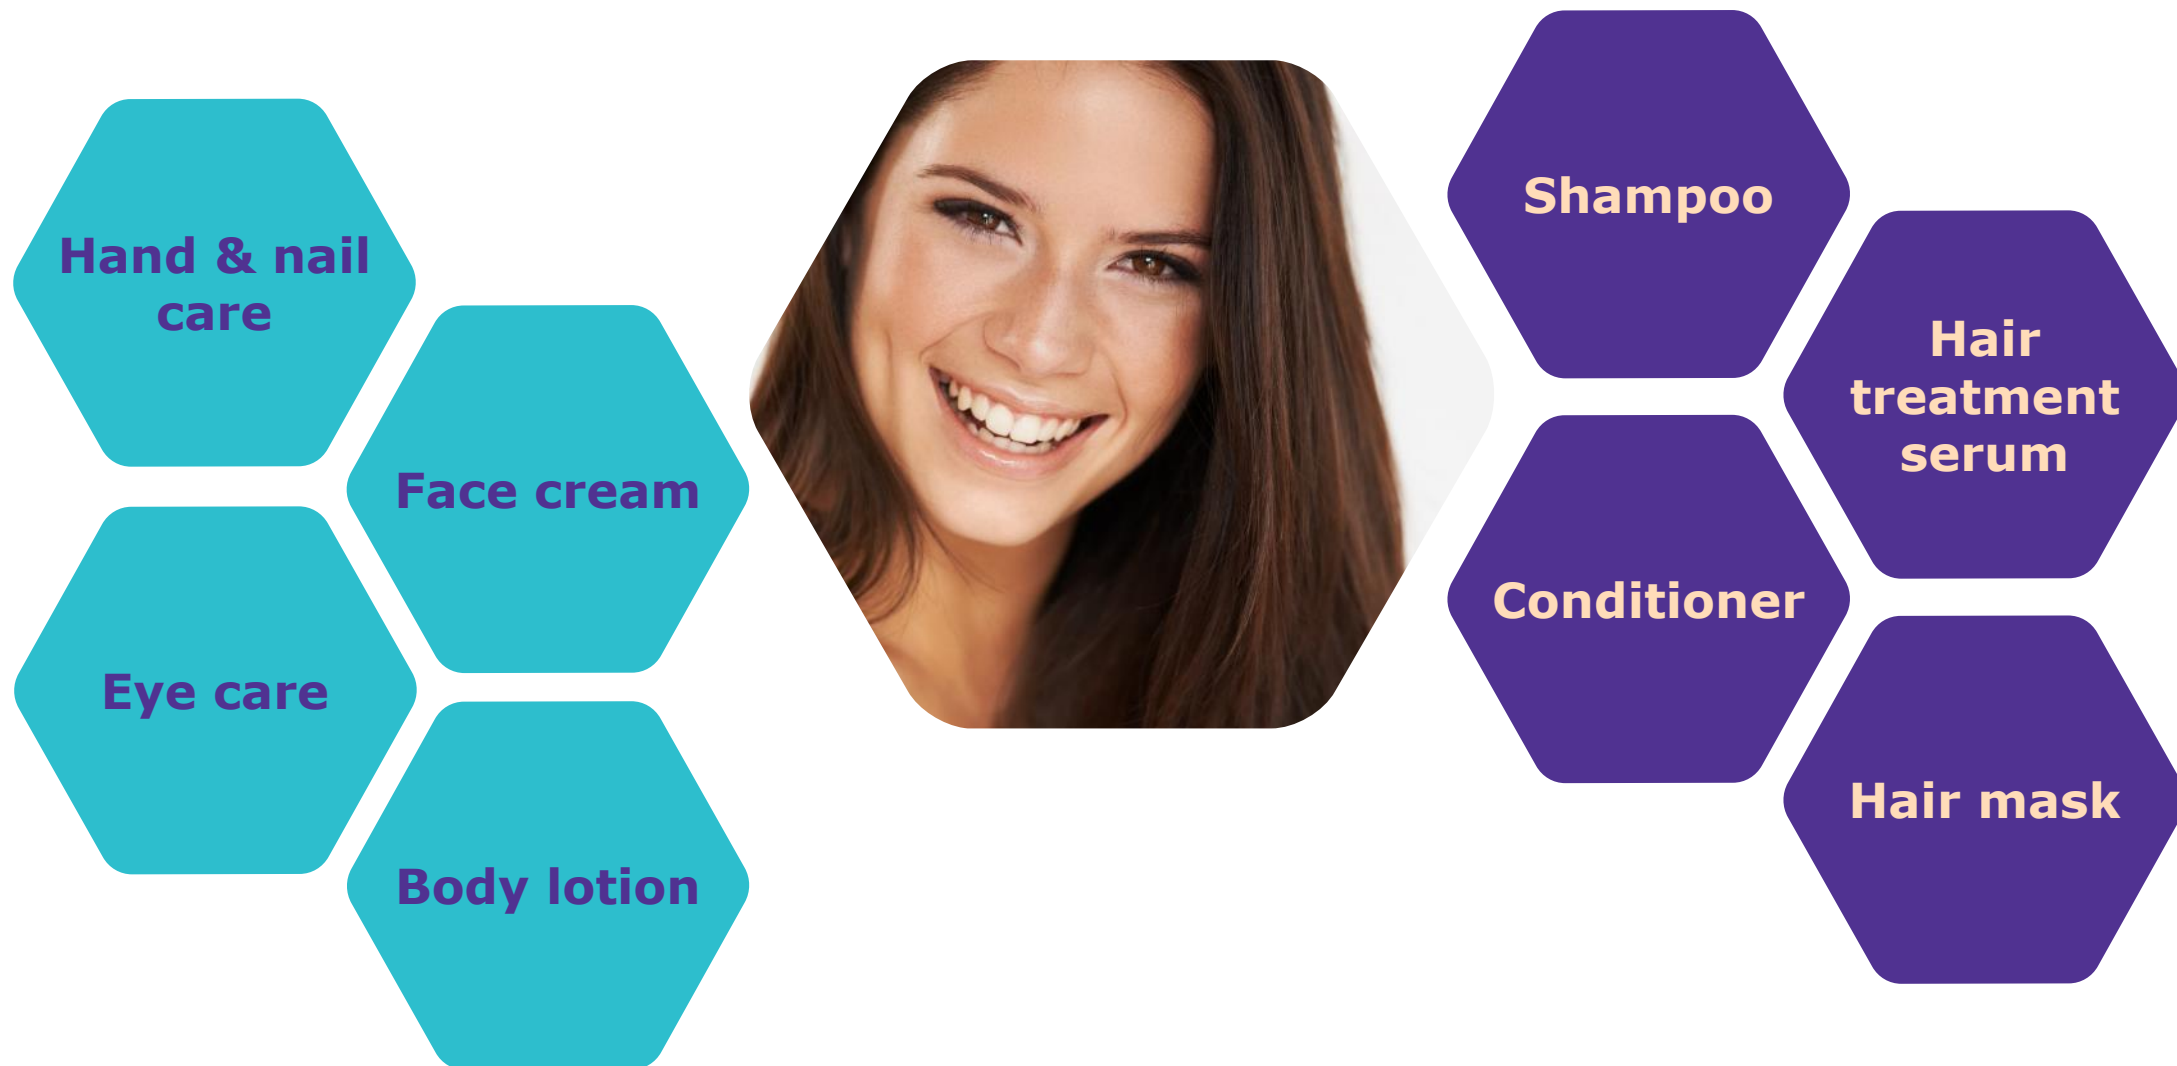 Hand & nail
care
Face cream
Eye care
Body lotion
Shampoo
Hair
treatment
serum
Conditioner
Hair mask